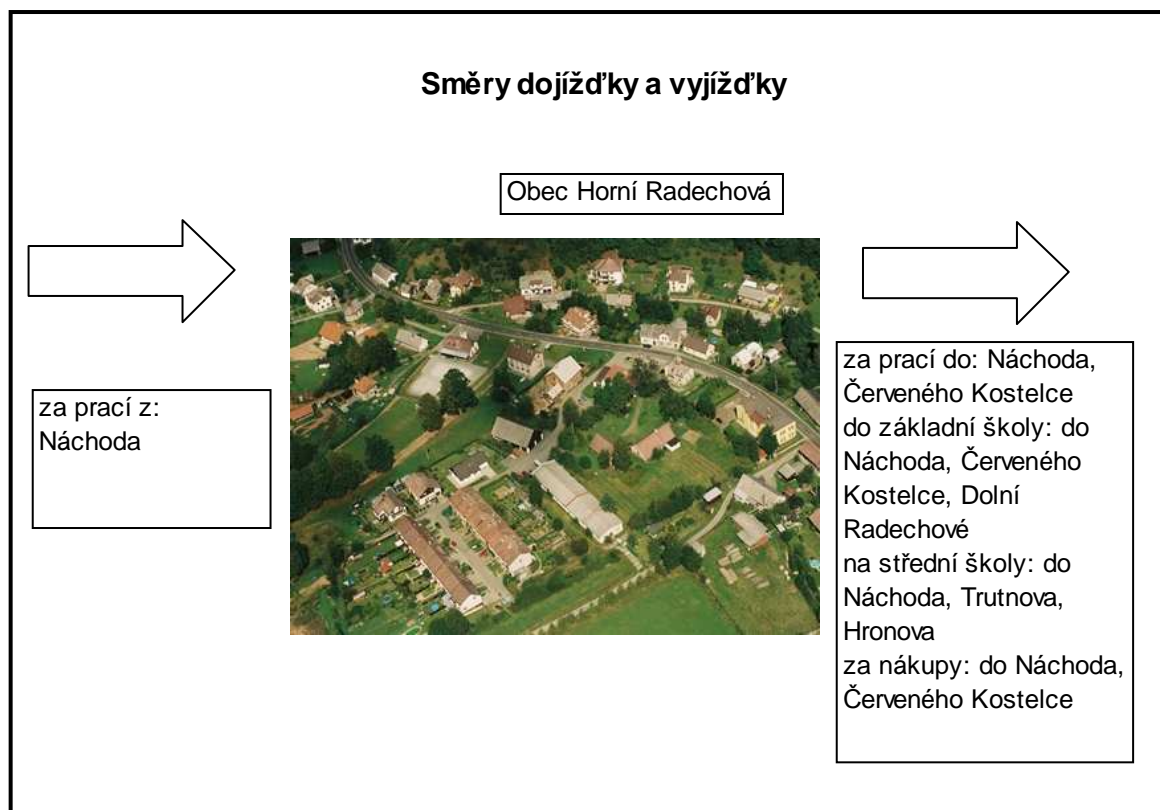 Směry dojížďky a vyjížďky
Obec Horní Radechová
za prací z:
Náchoda
za prací do: Náchoda,
Červeného Kostelce
do základní školy: do
Náchoda, Červeného
Kostelce, Dolní
Radechové
na střední školy: do
Náchoda, Trutnova,
Hronova
za nákupy: do Náchoda,
Červeného Kostelce